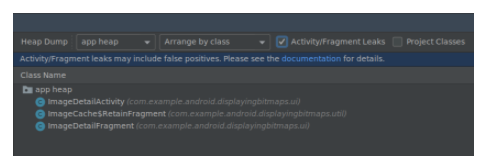 Heap Dump app heap Arrange by class Activity/Fragment Leaks Project Classes
Activity/Fragment leaks may include false positives. Please see the documentation for details.
Class Name
app heap
ImageDetailActivity (com.example.android.displayingbitmaps.ui)
ImageCache$RetainFragment (com.example.android.displayingbitmaps.util)
ImageDetailFragment (com.example.android.displayingbitmaps.ui)